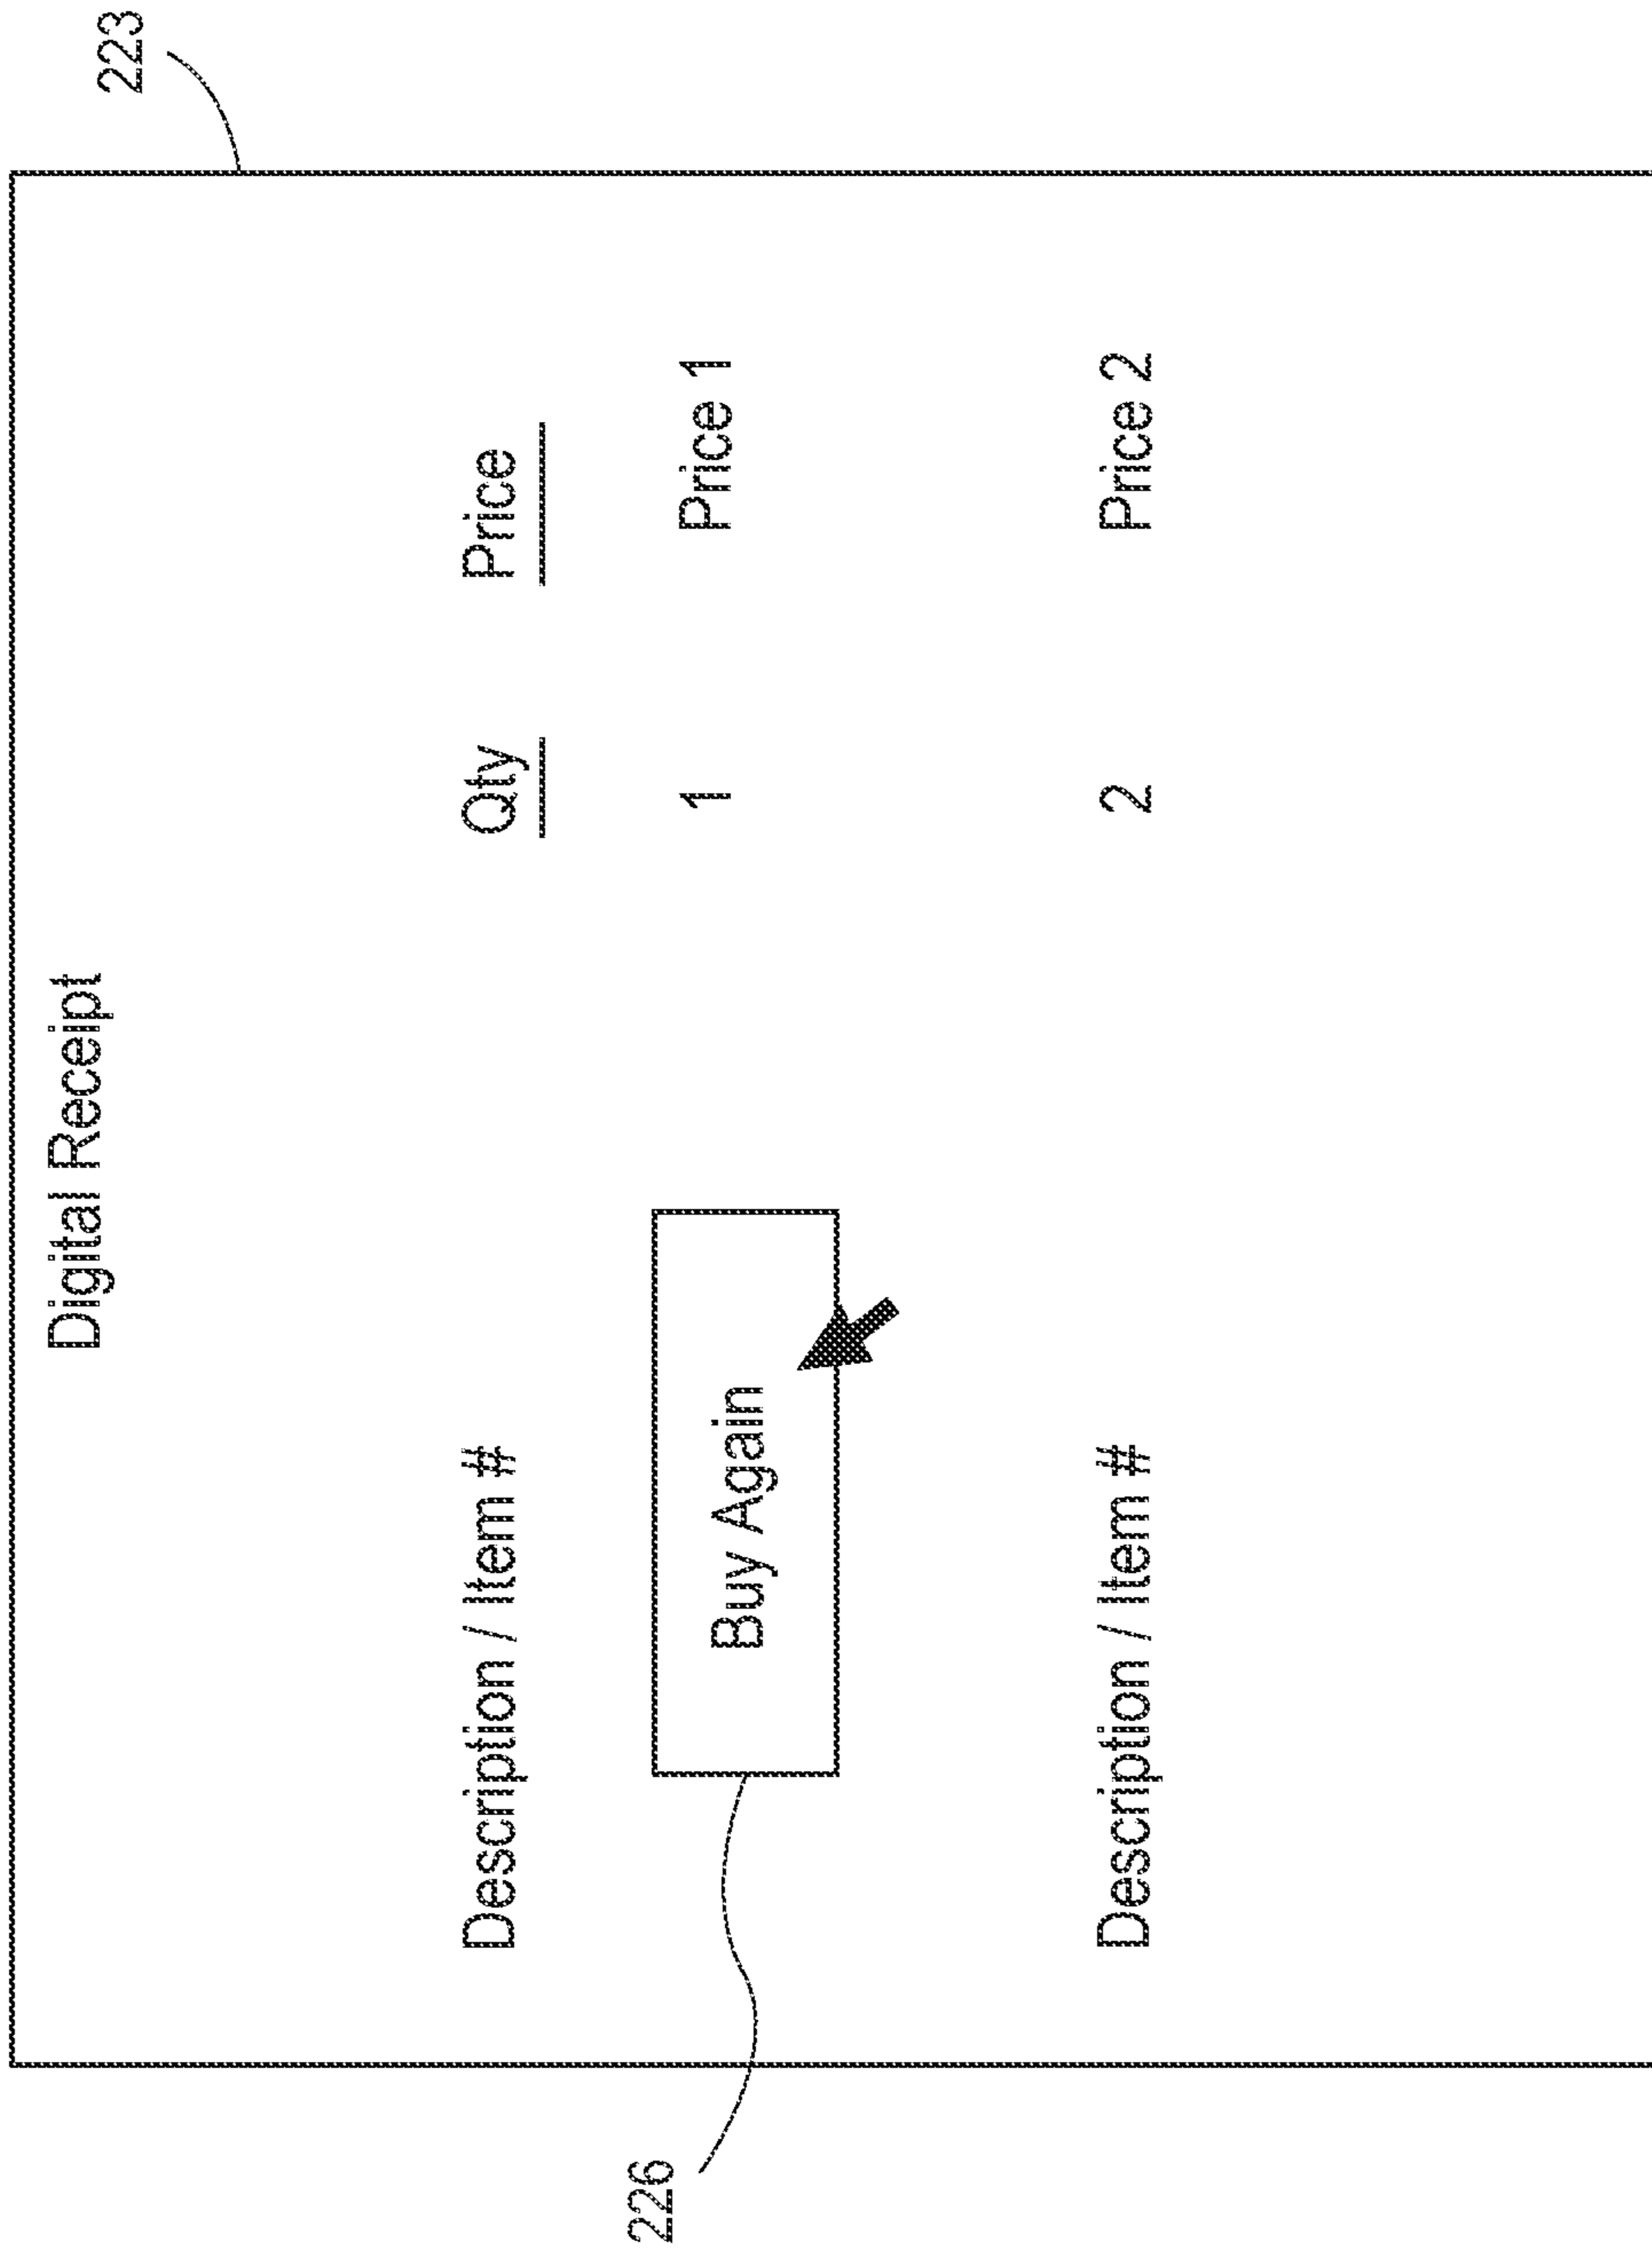 223
Digital Receipt
Description / Item # Qty Price
1 Price 1
Buy Again
226
Description / Item # 2 Price 2